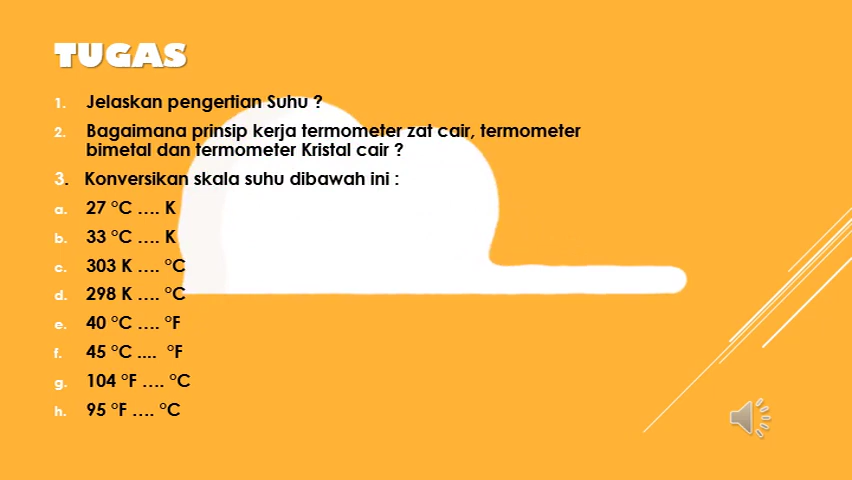 TUGAS
1. Jelaskan pengertian Suhu ?
2. Bagaimana prinsip kerja termometer zat cair, termometer
bimetal dan termometer Kristal cair ?
3. Konversikan skala suhu dibawah ini :
a. 27 °C …. K
b. 33 °C …. K
c. 303 K …. °C
d. 298 K …. °C
e. 40 °C …. °F
f. 45 °C .... °F
g. 104 °F …. °C
h. 95 °F …. °C